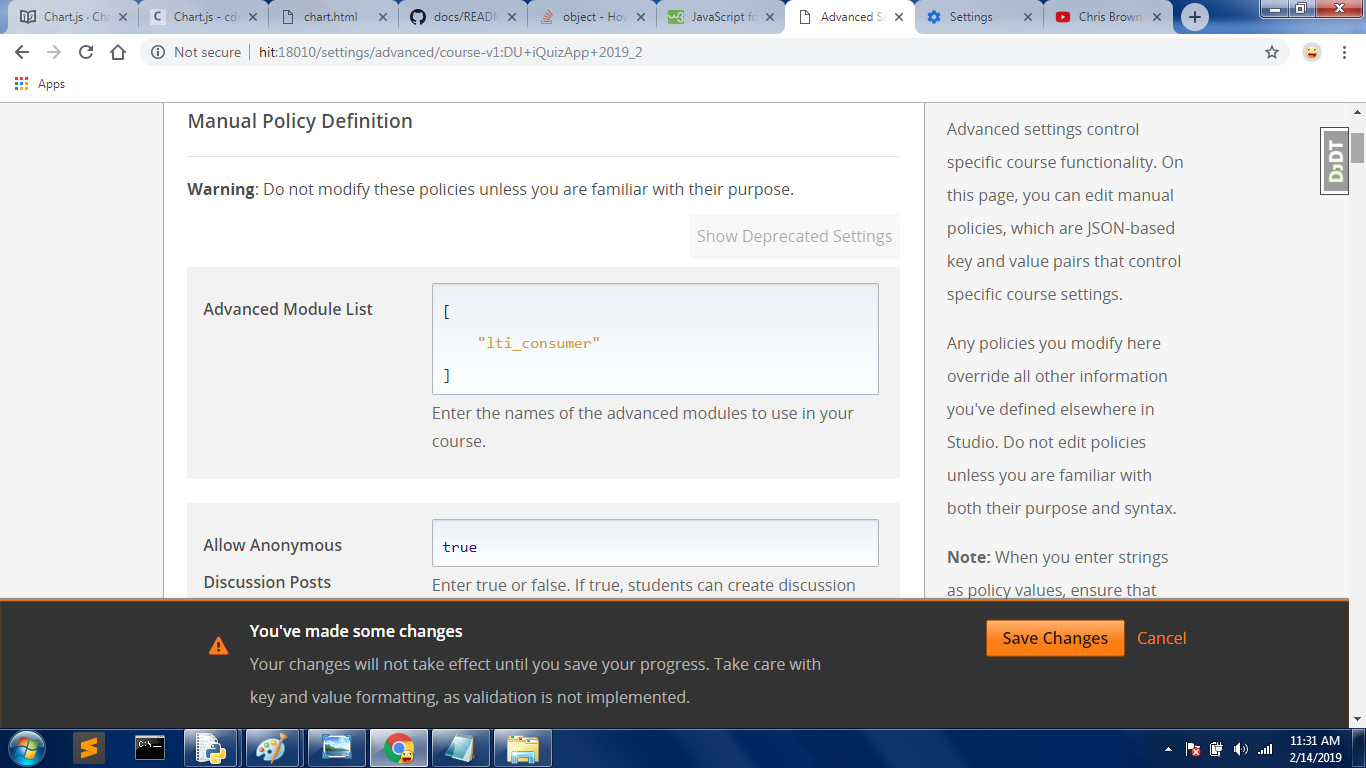 Chart.js · Cha
Chart.js - cdn
chart.html
docs/READM
object - How
JavaScript fo
Advanced Se
Settings
Chris Brown
Not secure | hit:18010/settings/advanced/course-v1:DU+iQuizApp+2019_2
Apps
Manual Policy Definition
Warning: Do not modify these policies unless you are familiar with their purpose.
Show Deprecated Settings
Advanced Module List
[
"lti_consumer"
]
Enter the names of the advanced modules to use in your
course.
Allow Anonymous
Discussion Posts
true
Enter true or false. If true, students can create discussion
Advanced settings control
specific course functionality. On
this page, you can edit manual
policies, which are JSON-based
key and value pairs that control
specific course settings.
Any policies you modify here
override all other information
you've defined elsewhere in
Studio. Do not edit policies
unless you are familiar with
both their purpose and syntax.
Note: When you enter strings
as policy values, ensure that
DJDT
You've made some changes
Your changes will not take effect until you save your progress. Take care with
key and value formatting, as validation is not implemented.
Save Changes
Cancel
11:31 AM
2/14/2019